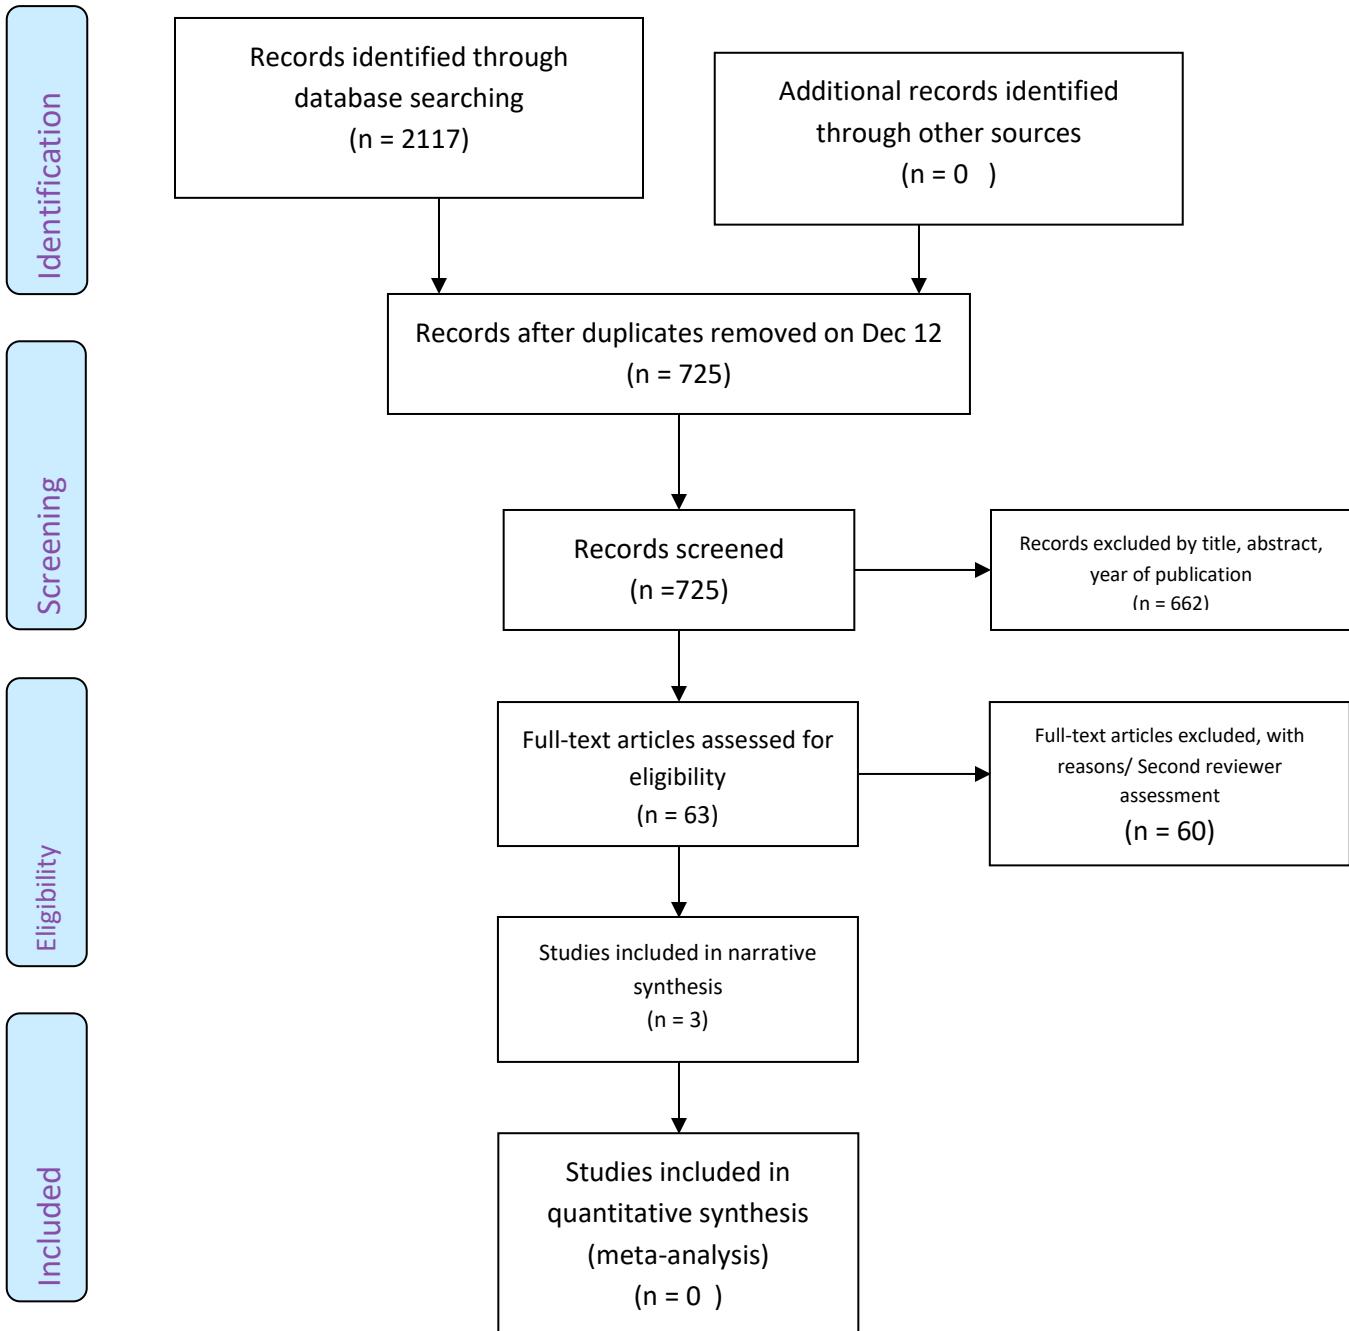 Identification
Records identified through
database searching
(n = 2117)
Additional records identified
through other sources
(n = 0   )
Records after duplicates removed on Dec 12
(n = 725)
Screening
Records screened
(n =725)
Records excluded by title, abstract,
year of publication
(n = 662)
Eligibility
Full-text articles assessed for
eligibility
(n = 63)
Full-text articles excluded, with
reasons/ Second reviewer
assessment
(n = 60)
Studies included in narrative
synthesis
(n = 3)
Included
Studies included in
quantitative synthesis
(meta-analysis)
(n = 0  )